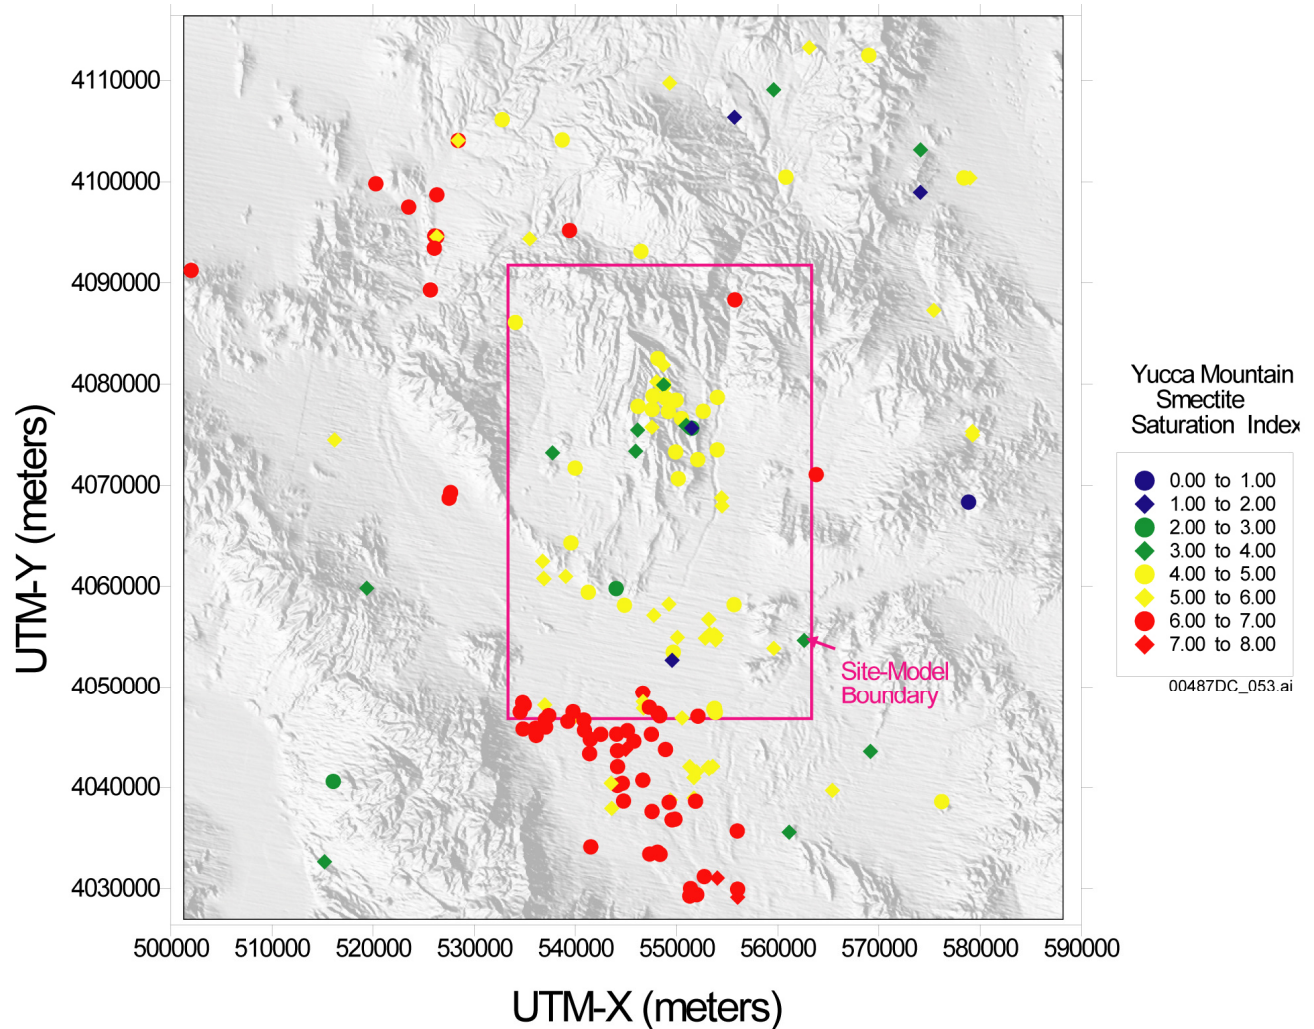 4110000
4100000
4090000
4080000
4070000
4060000
4050000
4040000
4030000
UTM-Y (meters)
500000 510000 520000 530000 540000 550000 560000 570000 580000 590000
UTM-X (meters)
Site-Model
Boundary
Yucca Mountain
Smectite
Saturation Index
0.00 to 1.00
1.00 to 2.00
2.00 to 3.00
3.00 to 4.00
4.00 to 5.00
5.00 to 6.00
6.00 to 7.00
7.00 to 8.00
00487DC_053.ai